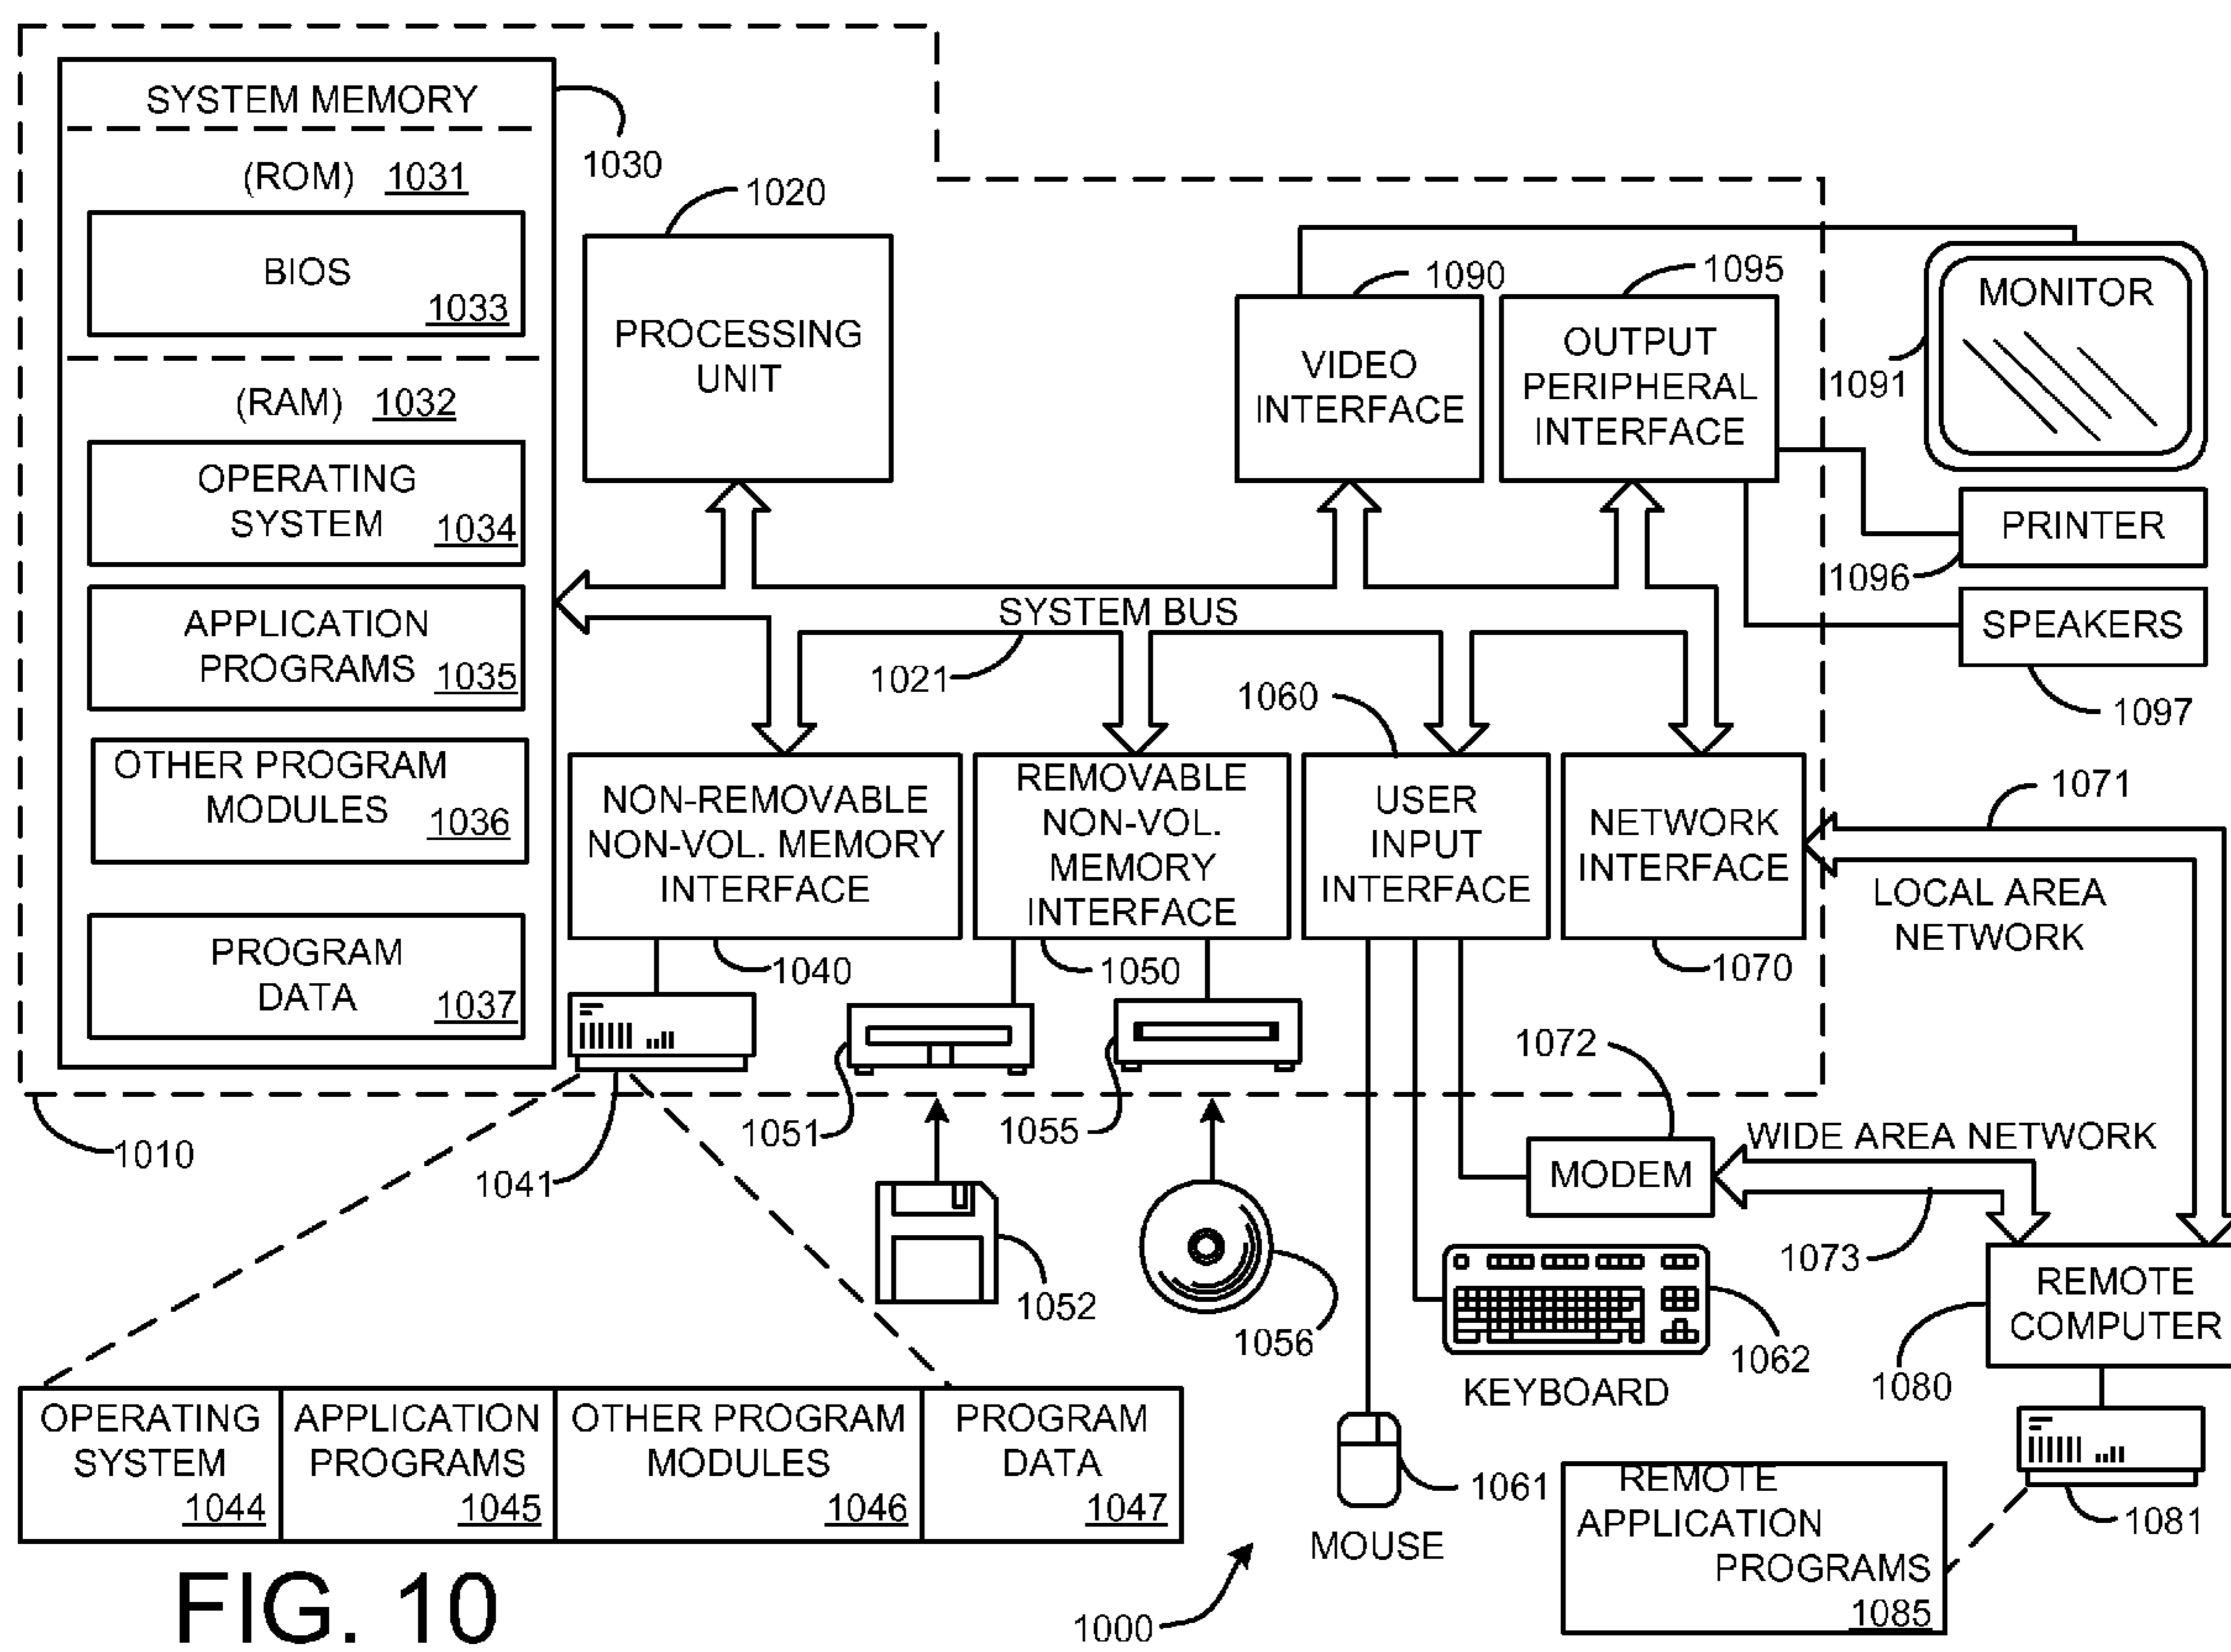 SYSTEM MEMORY
1030
(ROM) 1031
BIOS
1033
(RAM) 1032
OPERATING
SYSTEM
1034
APPLICATION
PROGRAMS
1035
OTHER PROGRAM
MODULES
1036
PROGRAM
DATA
1037
1020
PROCESSING
UNIT
1090
VIDEO
INTERFACE
1095
OUTPUT
PERIPHERAL
INTERFACE
MONITOR
1091
PRINTER
1096
SPEAKERS
1097
SYSTEM BUS
1021
NON-REMOVABLE
NON-VOL. MEMORY
INTERFACE
1040
REMOVABLE
NON-VOL.
MEMORY
INTERFACE
1050
1060
USER
INPUT
INTERFACE
NETWORK
INTERFACE
1070
1071
LOCAL AREA
NETWORK
1010
1041
1051
1055
1052
1056
1072
MODEM
WIDE AREA NETWORK
1073
REMOTE
COMPUTER
1080
1062
KEYBOARD
1061
MOUSE
1081
REMOTE
APPLICATION
PROGRAMS
1085
OPERATING
SYSTEM
1044
APPLICATION
PROGRAMS
1045
OTHER PROGRAM
MODULES
1046
PROGRAM
DATA
1047
FIG. 10
1000